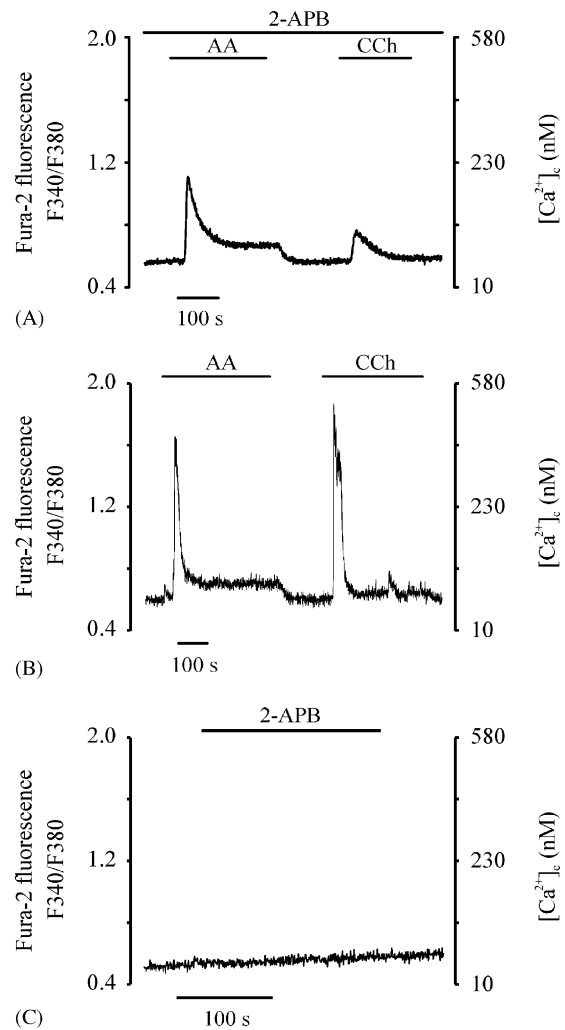 2-APB
2.0
580
AA
CCh
Fura-2 fluorescence
F340/F380
1.2
230
[Ca²⁺]c (nM)
0.4
10
(A)
100 s
AA
CCh
2.0
580
Fura-2 fluorescence
F340/F380
1.2
230
[Ca²⁺]c (nM)
0.4
10
(B)
100 s
2-APB
2.0
580
Fura-2 fluorescence
F340/F380
1.2
230
[Ca²⁺]c (nM)
0.4
10
(C)
100 s